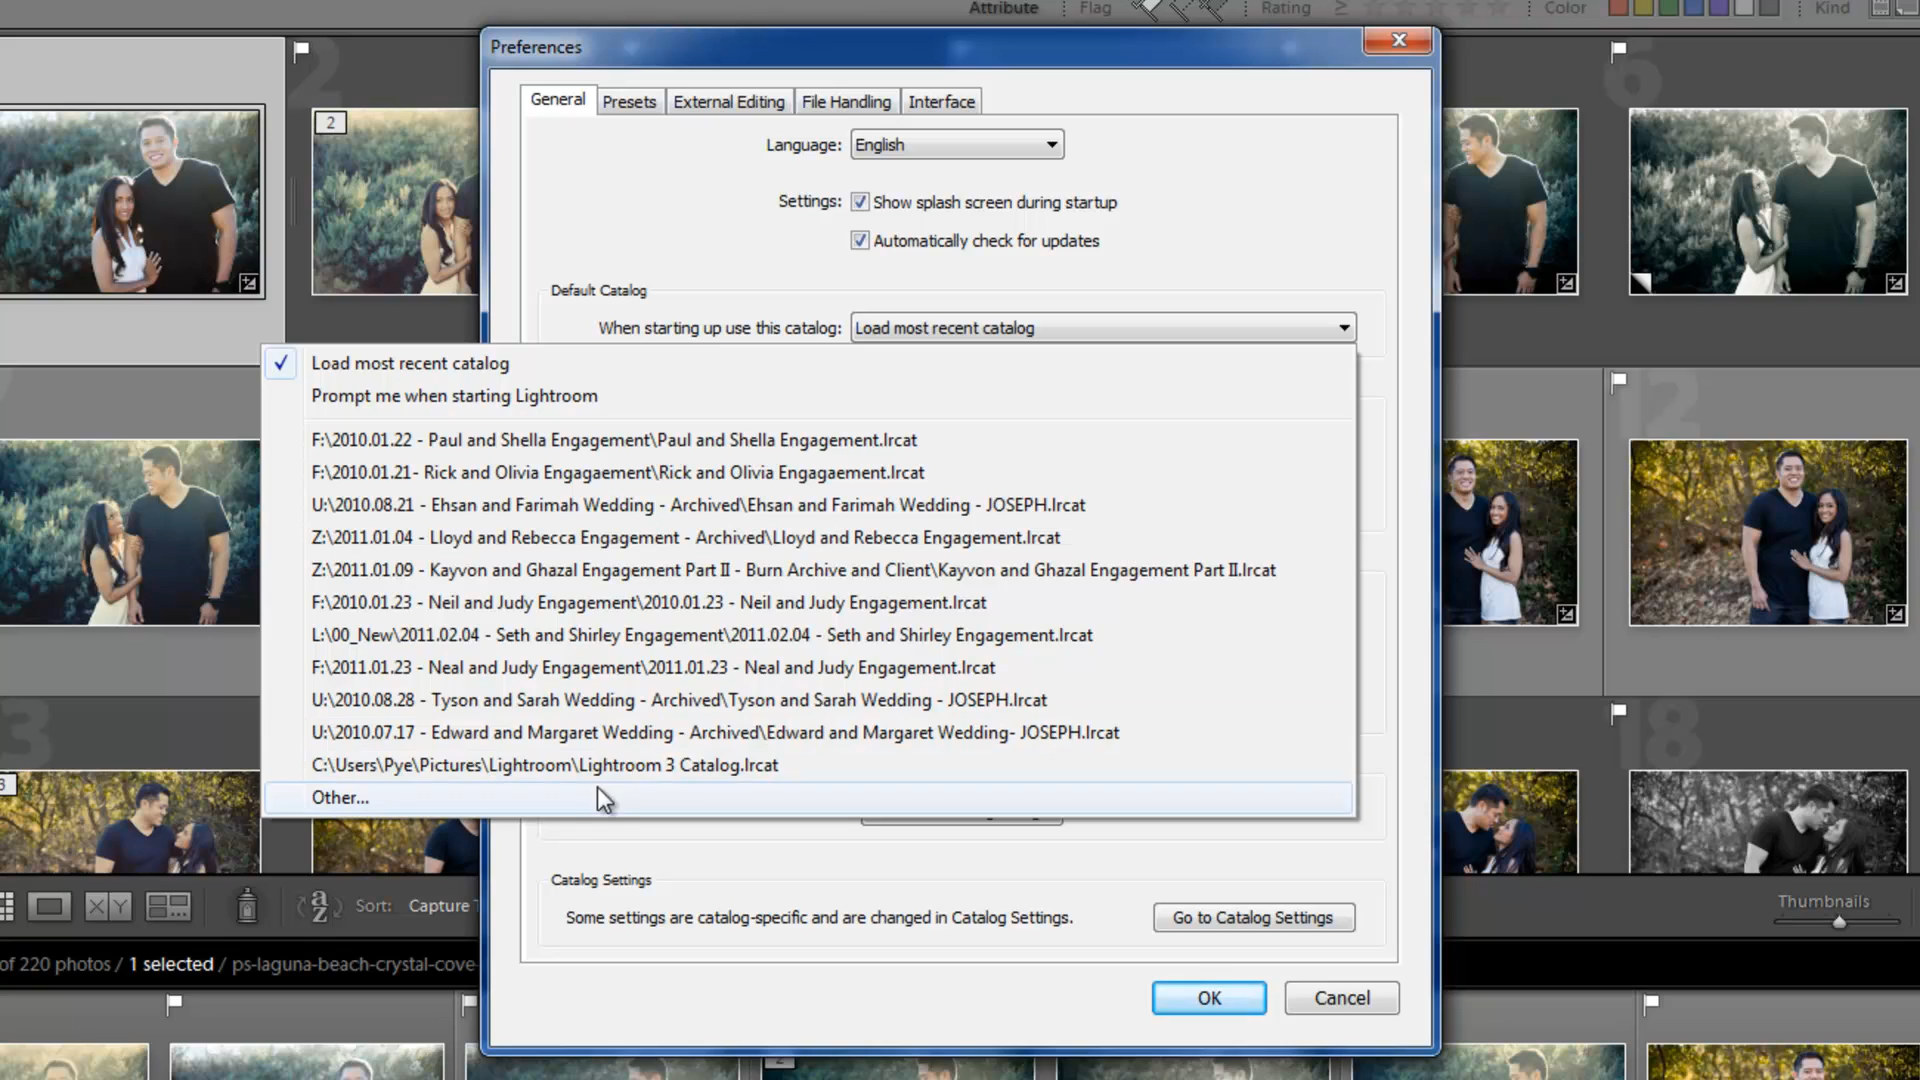 Attribute Flag Rating ≥ Color Kind
Preferences
General Presets External Editing File Handling Interface
Language: English
Settings: Show splash screen during startup
Automatically check for updates
Default Catalog
When starting up use this catalog: Load most recent catalog
Load most recent catalog
Prompt me when starting Lightroom
F:\2010.01.22 - Paul and Shella Engagement\Paul and Shella Engagement.lrcat
F:\2010.01.21- Rick and Olivia Engagaement\Rick and Olivia Engagaement.lrcat
U:\2010.08.21 - Ehsan and Farimah Wedding - Archived\Ehsan and Farimah Wedding - JOSEPH.lrcat
Z:\2011.01.04 - Lloyd and Rebecca Engagement - Archived\Lloyd and Rebecca Engagement.lrcat
Z:\2011.01.09 - Kayvon and Ghazal Engagement Part II - Burn Archive and Client\Kayvon and Ghazal Engagement Part II.lrcat
F:\2010.01.23 - Neil and Judy Engagement\2010.01.23 - Neil and Judy Engagement.lrcat
L:\00_New\2011.02.04 - Seth and Shirley Engagement\2011.02.04 - Seth and Shirley Engagement.lrcat
F:\2011.01.23 - Neal and Judy Engagement\2011.01.23 - Neal and Judy Engagement.lrcat
U:\2010.08.28 - Tyson and Sarah Wedding - Archived\Tyson and Sarah Wedding - JOSEPH.lrcat
U:\2010.07.17 - Edward and Margaret Wedding - Archived\Edward and Margaret Wedding- JOSEPH.lrcat
C:\Users\Pye\Pictures\Lightroom\Lightroom 3 Catalog.lrcat
Other...
Catalog Settings
Some settings are catalog-specific and are changed in Catalog Settings. Go to Catalog Settings
OK Cancel
2
2
6
12
18
3
3
X Y
a z Sort: Capture
Thumbnails
of 220 photos / 1 selected / ps-laguna-beach-crystal-cove
2